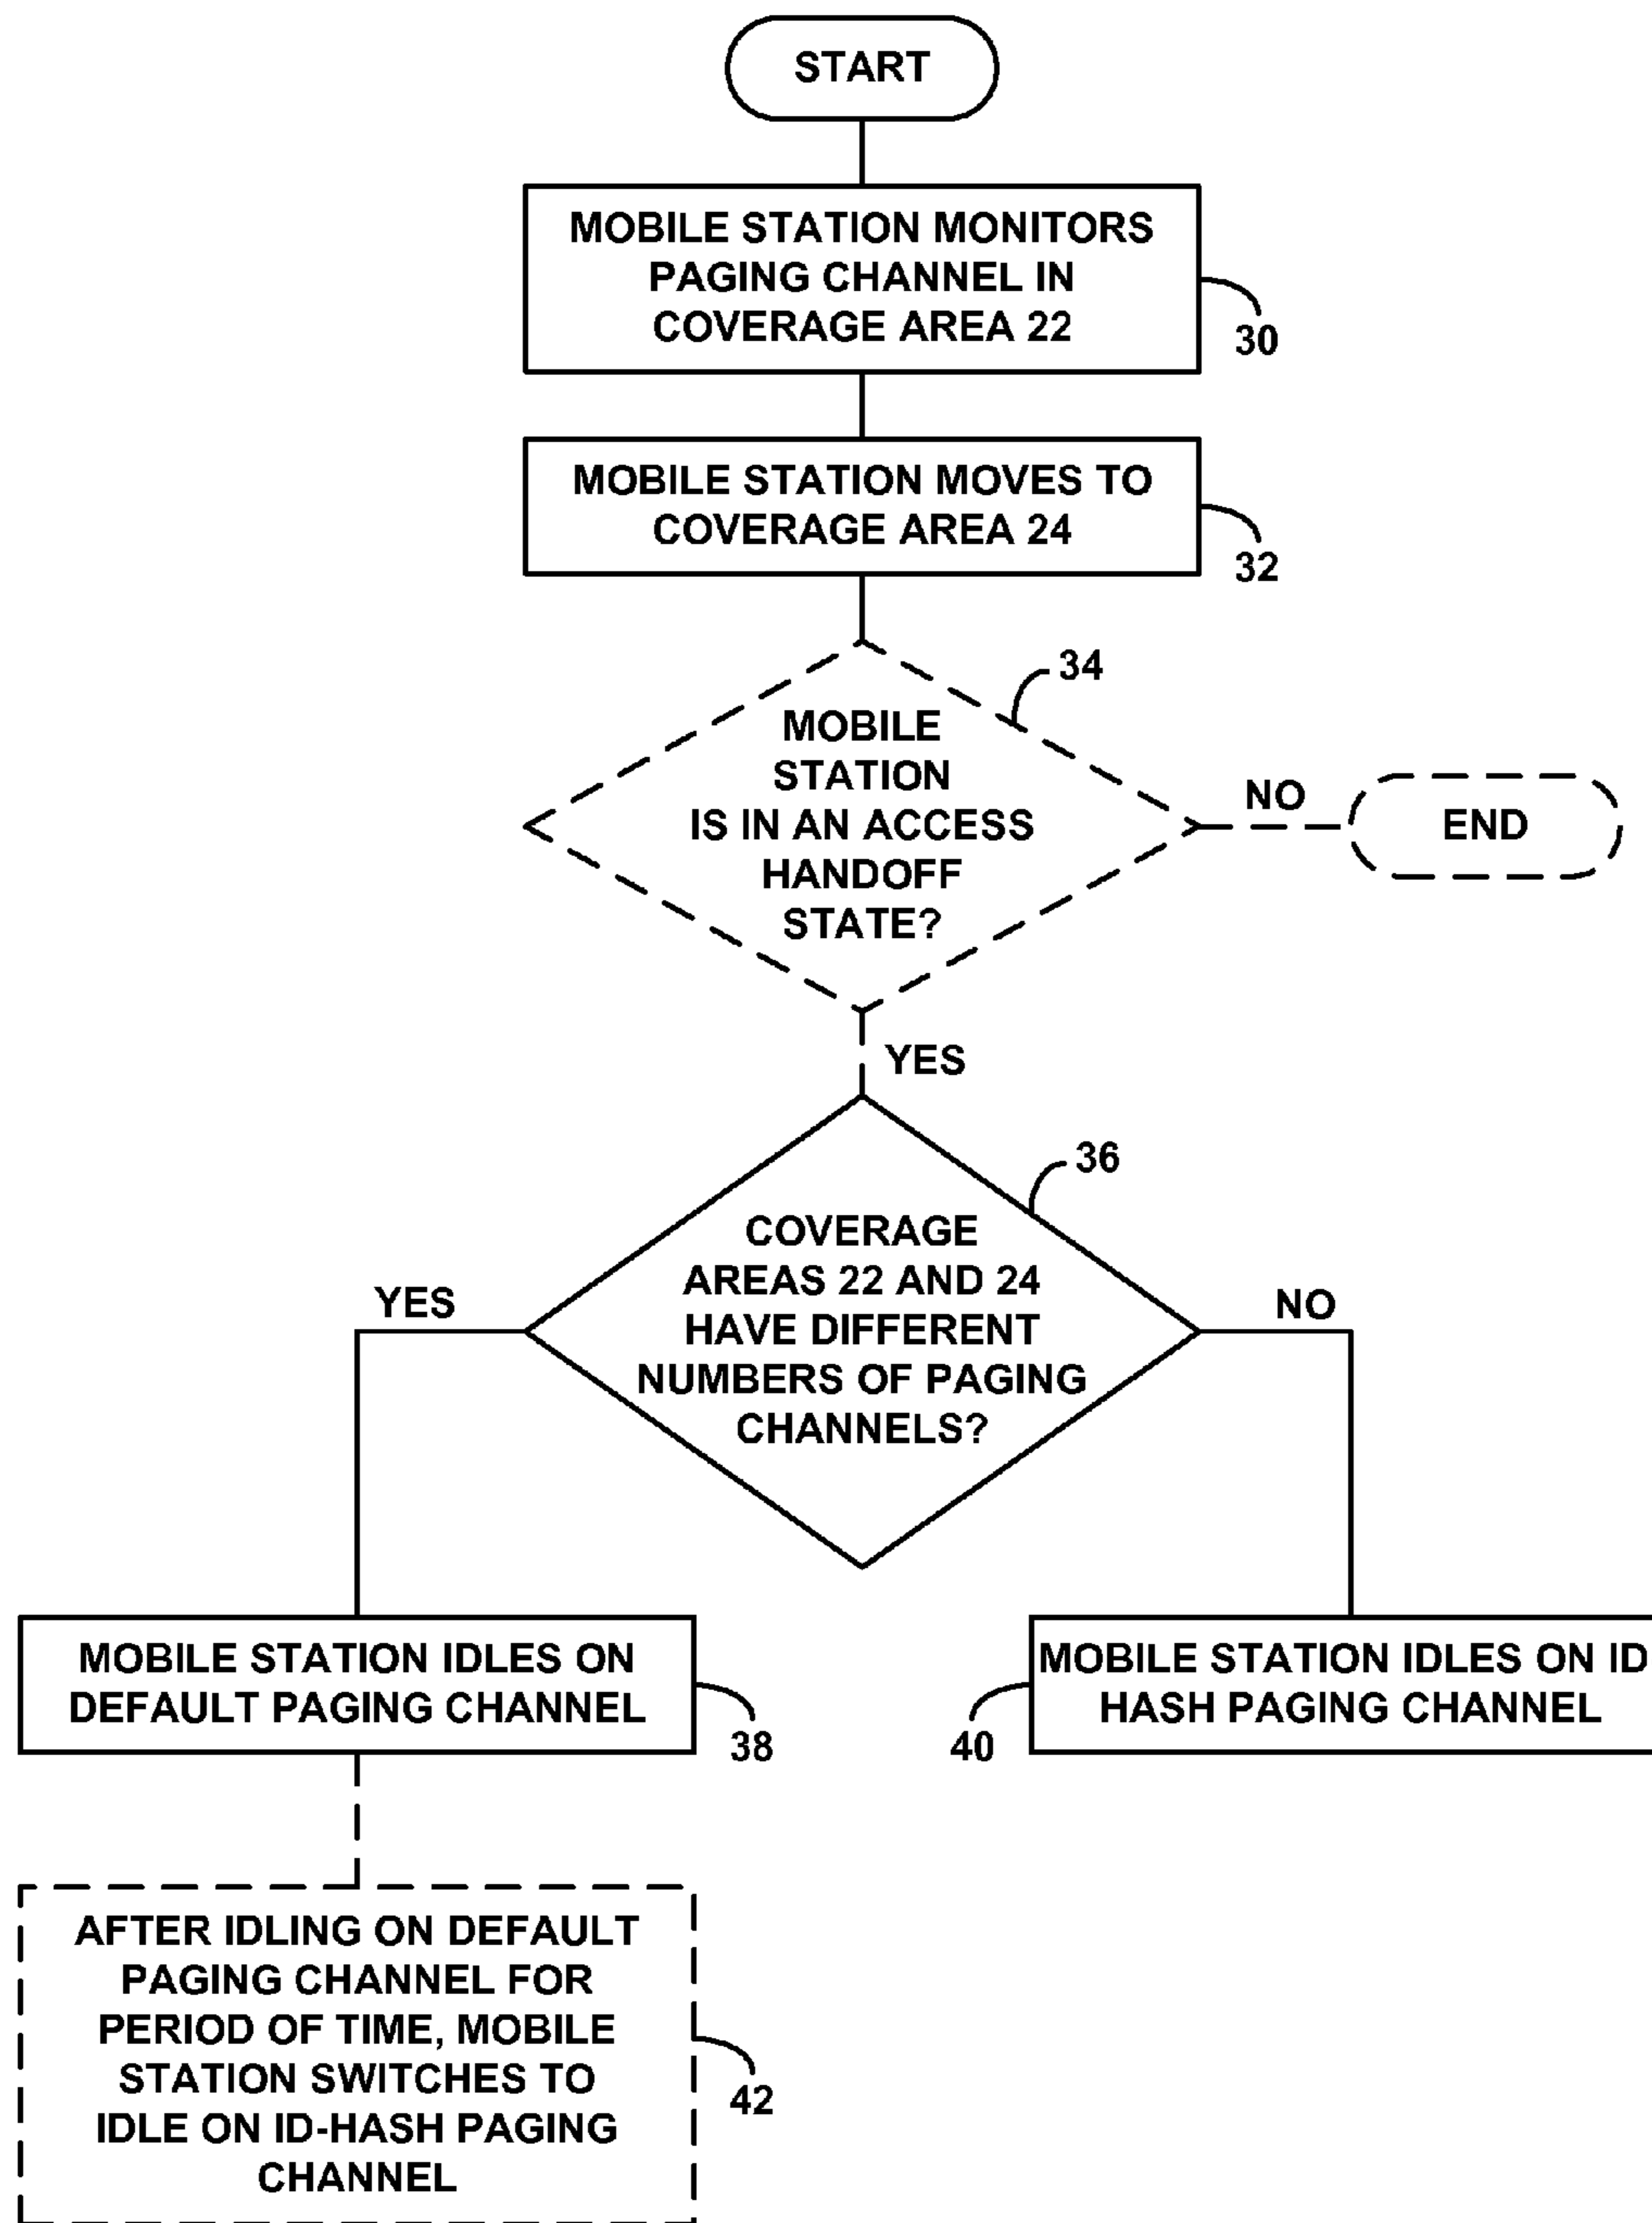 START
MOBILE STATION MONITORS
PAGING CHANNEL IN
COVERAGE AREA 22
30
MOBILE STATION MOVES TO
COVERAGE AREA 24
32
34
MOBILE
STATION
IS IN AN ACCESS
HANDOFF
STATE?
NO
END
YES
36
COVERAGE
AREAS 22 AND 24
HAVE DIFFERENT
NUMBERS OF PAGING
CHANNELS?
YES
NO
MOBILE STATION IDLES ON
DEFAULT PAGING CHANNEL
38
MOBILE STATION IDLES ON ID
HASH PAGING CHANNEL
40
AFTER IDLING ON DEFAULT
PAGING CHANNEL FOR
PERIOD OF TIME, MOBILE
STATION SWITCHES TO
IDLE ON ID-HASH PAGING
CHANNEL
42